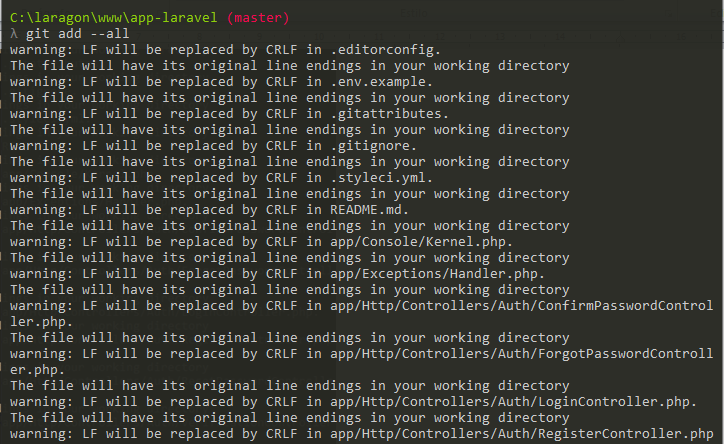 C:\laragon\www\app-laravel (master)
λ git add --all
warning: LF will be replaced by CRLF in .editorconfig.
The file will have its original line endings in your working directory
warning: LF will be replaced by CRLF in .env.example.
The file will have its original line endings in your working directory
warning: LF will be replaced by CRLF in .gitattributes.
The file will have its original line endings in your working directory
warning: LF will be replaced by CRLF in .gitignore.
The file will have its original line endings in your working directory
warning: LF will be replaced by CRLF in .styleci.yml.
The file will have its original line endings in your working directory
warning: LF will be replaced by CRLF in README.md.
The file will have its original line endings in your working directory
warning: LF will be replaced by CRLF in app/Console/Kernel.php.
The file will have its original line endings in your working directory
warning: LF will be replaced by CRLF in app/Exceptions/Handler.php.
The file will have its original line endings in your working directory
warning: LF will be replaced by CRLF in app/Http/Controllers/Auth/ConfirmPasswordControl
ler.php.
The file will have its original line endings in your working directory
warning: LF will be replaced by CRLF in app/Http/Controllers/Auth/ForgotPasswordControll
er.php.
The file will have its original line endings in your working directory
warning: LF will be replaced by CRLF in app/Http/Controllers/Auth/LoginController.php.
The file will have its original line endings in your working directory
warning: LF will be replaced by CRLF in app/Http/Controllers/Auth/RegisterController.php